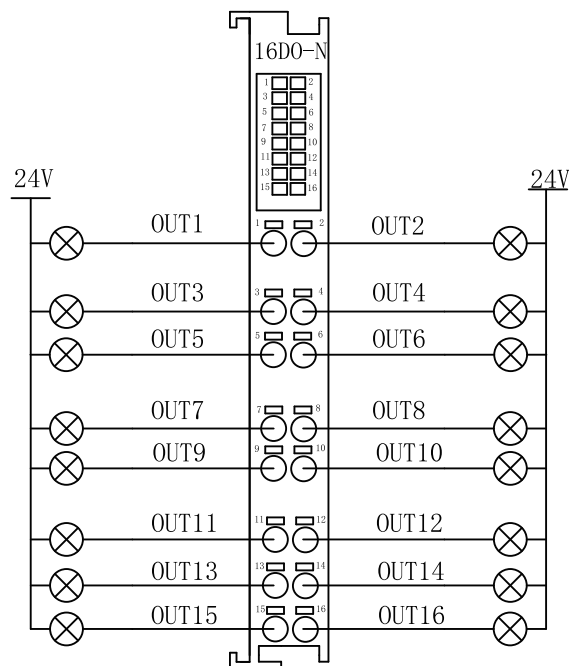 16DO-N
1 2
3 4
5 6
7 8
9 10
11 12
13 14
15 16
24V 24V
OUT1 1 2 OUT2
OUT3 3 4 OUT4
OUT5 5 6 OUT6
OUT7 7 8 OUT8
OUT9 9 10 OUT10
OUT11 11 12 OUT12
OUT13 13 14 OUT14
OUT15 15 16 OUT16